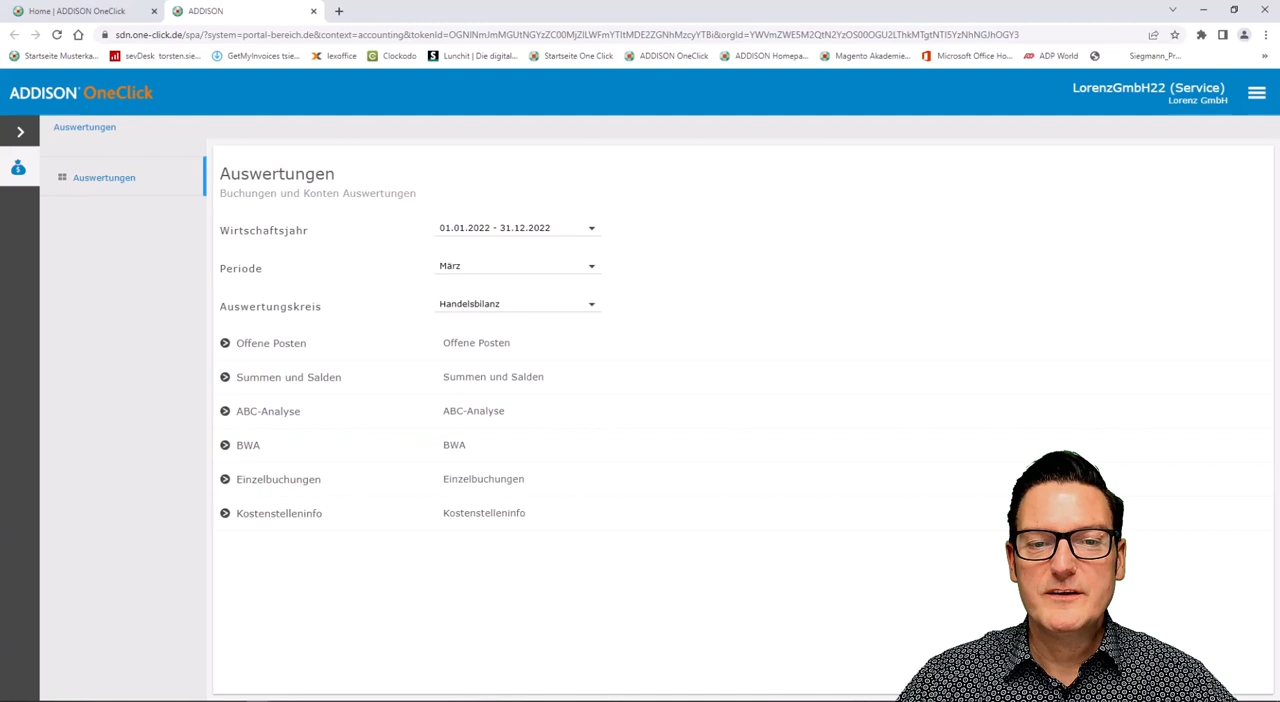 Home | ADDISON OneClick
ADDISON
sdn.one-click.de/spa/?system=portal-bereich.de&context=accounting&tokenId=
Startseite Musterka...
sevDesk torsten.sie...
GetMyInvoices tsie...
lexoffice
Clockodo
Lunchit | Die digital...
Startseite One Click
ADDISON OneClick
ADDISON Homepa...
Magento Akademie...
Microsoft Office Ho...
ADP World
Siegmann_Pr...
ADDISON OneClick
LorenzGmbH22 (Service)
Lorenz GmbH
Auswertungen
Auswertungen
Auswertungen
Buchungen und Konten Auswertungen
Wirtschaftsjahr 01.01.2022 - 31.12.2022
Periode März
Auswertungskreis Handelsbilanz
Offene Posten Offene Posten
Summen und Salden Summen und Salden
ABC-Analyse ABC-Analyse
BWA BWA
Einzelbuchungen Einzelbuchungen
Kostenstelleninfo Kostenstelleninfo